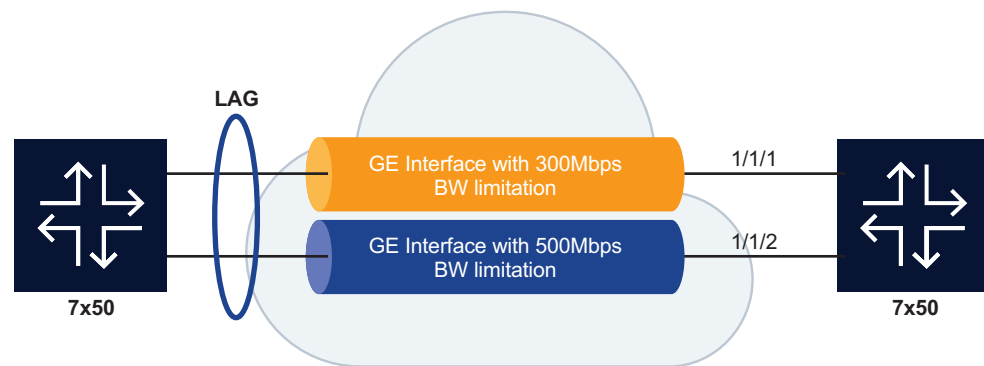 LAG
GE Interface with 300Mbps
BW limitation
1/1/1
GE Interface with 500Mbps
BW limitation
1/1/2
7x50
7x50